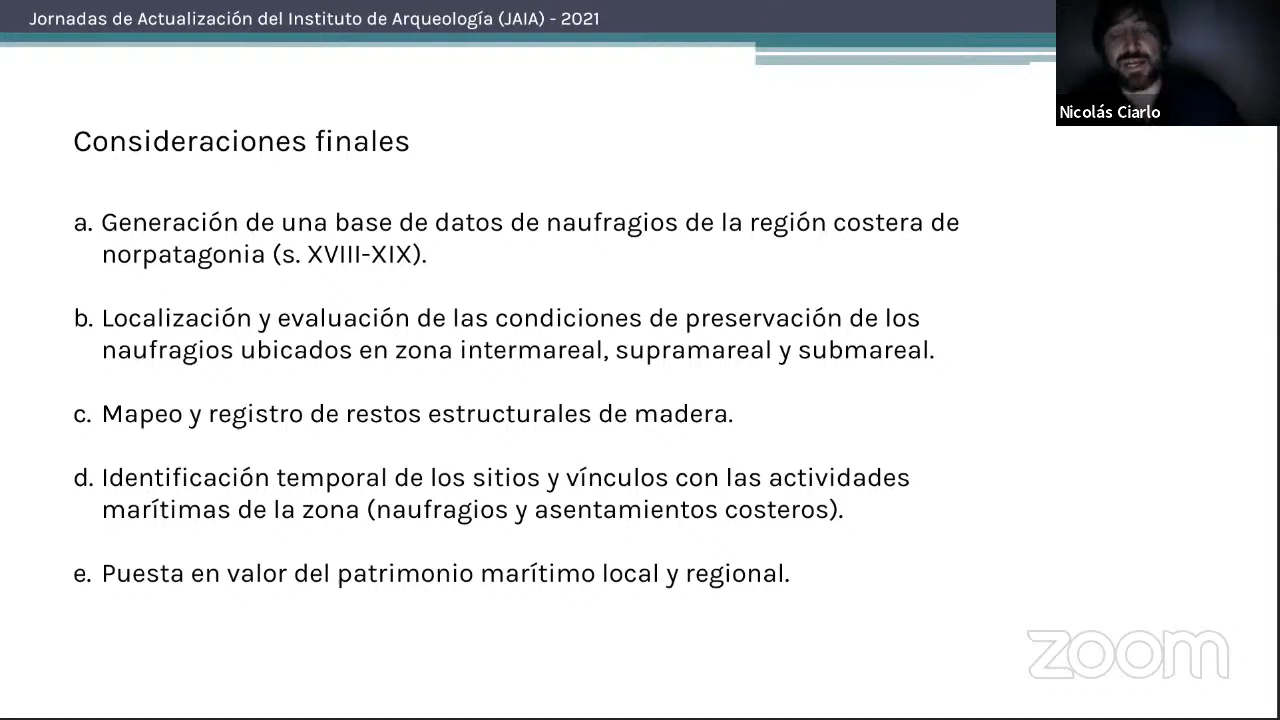 Jornadas de Actualización del Instituto de Arqueología (JAIA) - 2021
Nicolás Ciarlo
Consideraciones finales
a. Generación de una base de datos de naufragios de la región costera de
norpatagonia (s. XVIII-XIX).
b. Localización y evaluación de las condiciones de preservación de los
naufragios ubicados en zona intermareal, supramareal y submareal.
c. Mapeo y registro de restos estructurales de madera.
d. Identificación temporal de los sitios y vínculos con las actividades
marítimas de la zona (naufragios y asentamientos costeros).
e. Puesta en valor del patrimonio marítimo local y regional.
zoom